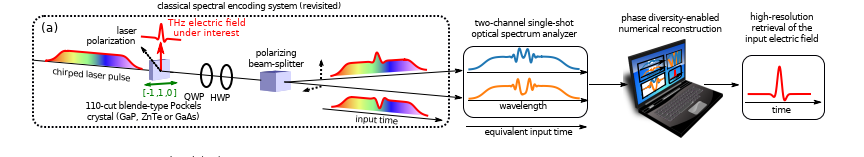 classical spectral encoding system (revisited)
(a)
laser
polarization
THz electric field
under interest
chirped laser pulse
[-1,1,0]
QWP
HWP
110-cut blende-type Pockels
crystal (GaP, ZnTe or GaAs)
polarizing
beam-splitter
input time
two-channel single-shot
optical spectrum analyzer
wavelength
equivalent input time
phase diversity-enabled
numerical reconstruction
high-resolution
retrieval of the
input electric field
time